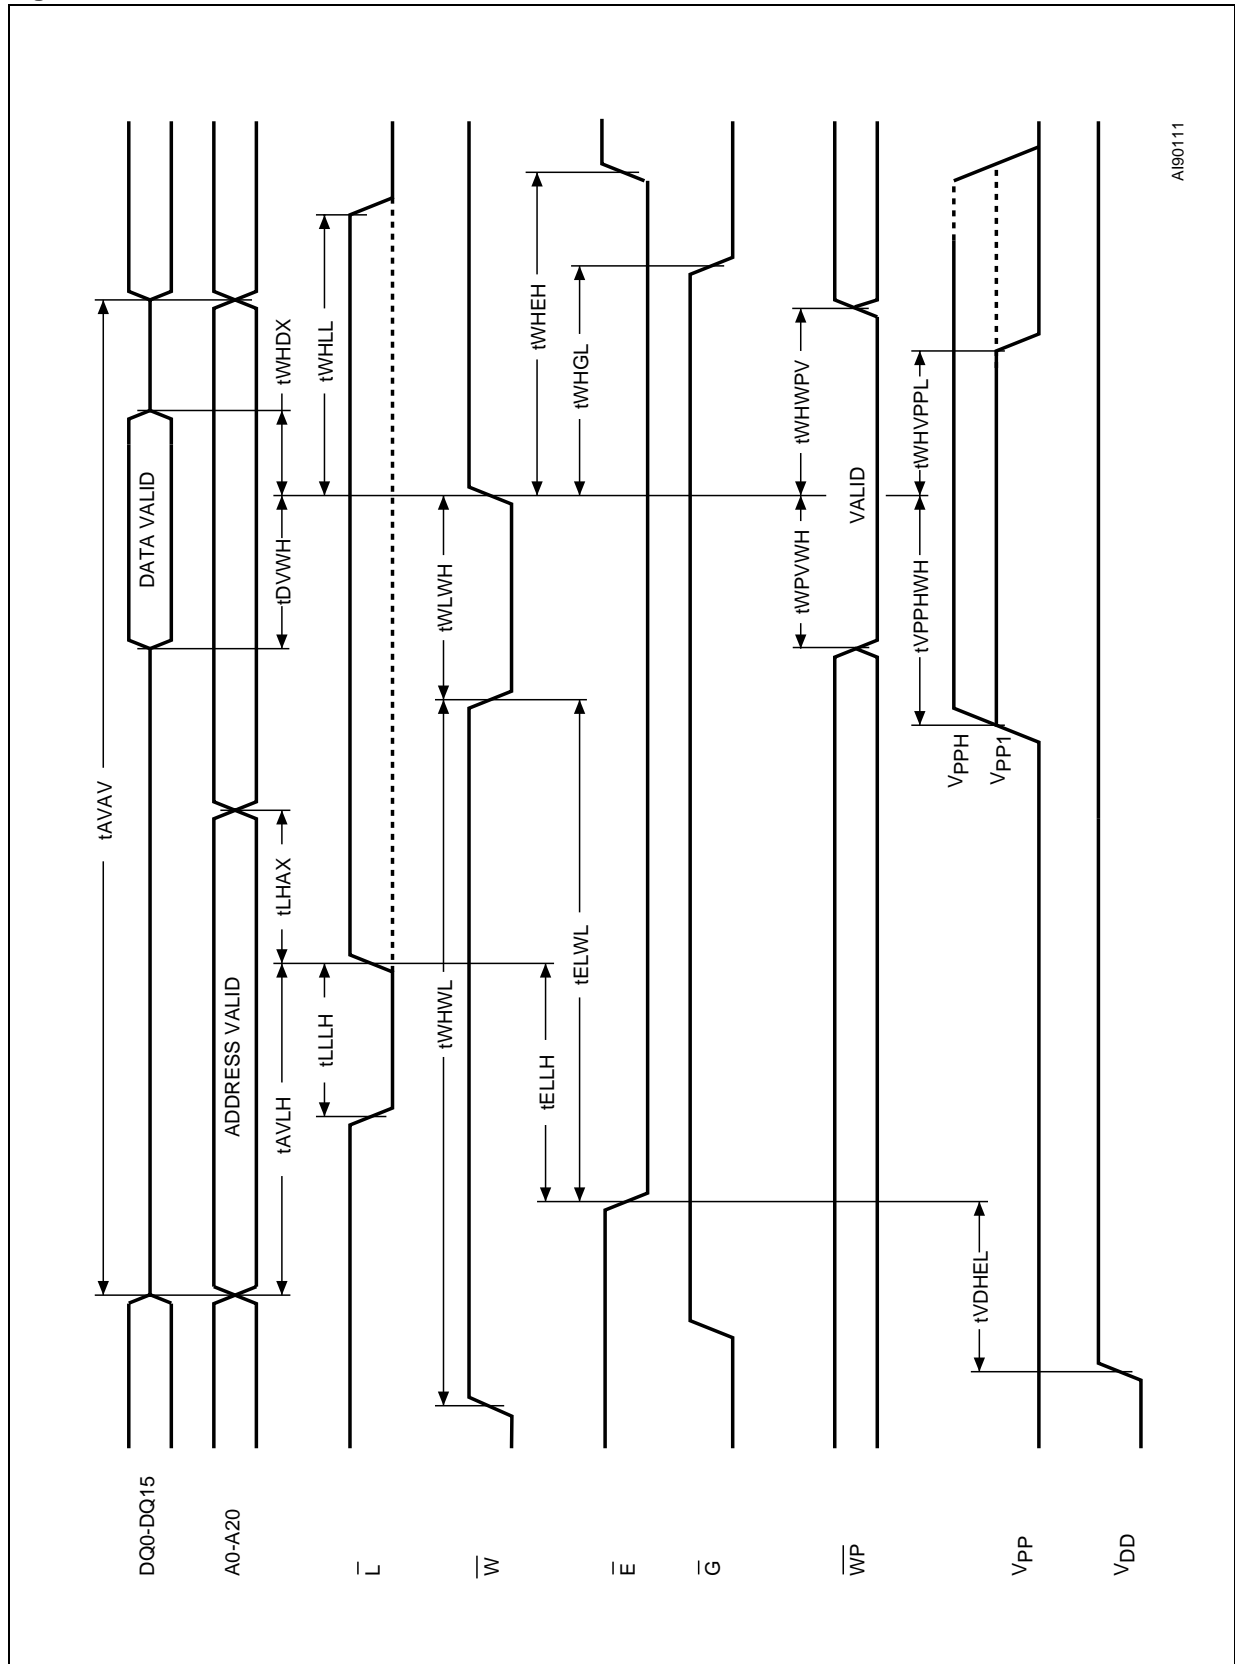 DQ0-DQ15
tAVAV
DATA VALID
A0-A20
ADDRESS VALID
tAVLH
tLHAX
tDVWH
tWHDX
L
tLLLH
tWHLL
W
tWHWL
tWLWH
E
tELLH
tELWL
tWHEH
G
tWHGL
WP
tWPVWH
tWHWPV
VALID
VPP
tVPPHWH
tWHVPPL
VPPH
VPP1
VDD
tVDHEL
AI90111